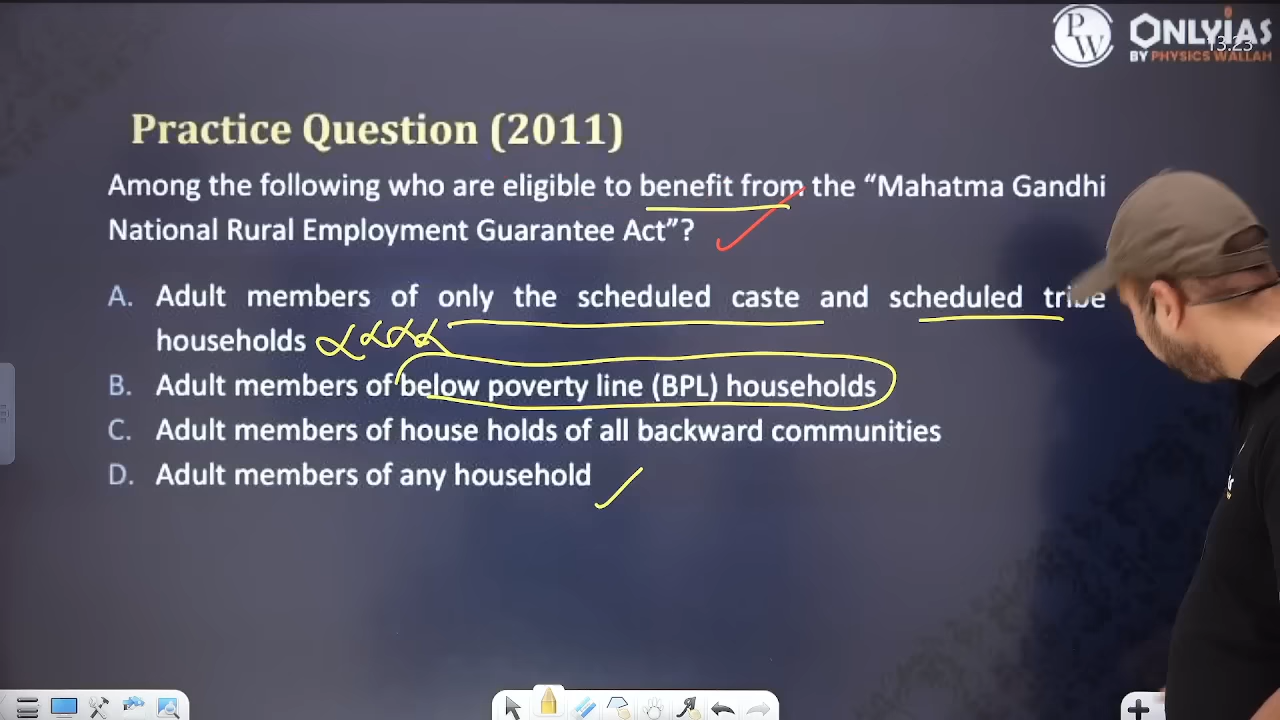 PW
ONLYIAS
13:23
BY PHYSICS WALLAH
Practice Question (2011)
Among the following who are eligible to benefit from the “Mahatma Gandhi
National Rural Employment Guarantee Act”?
A. Adult members of only the scheduled caste and scheduled tribe
households
B. Adult members of below poverty line (BPL) households
C. Adult members of house holds of all backward communities
D. Adult members of any household